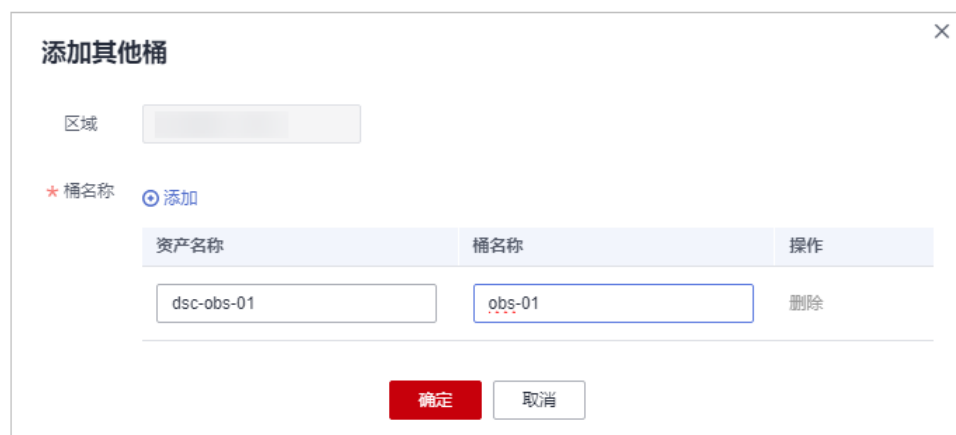 添加其他桶
区域
* 桶名称
添加
资产名称 桶名称 操作
dsc-obs-01 obs-01 删除
确定 取消